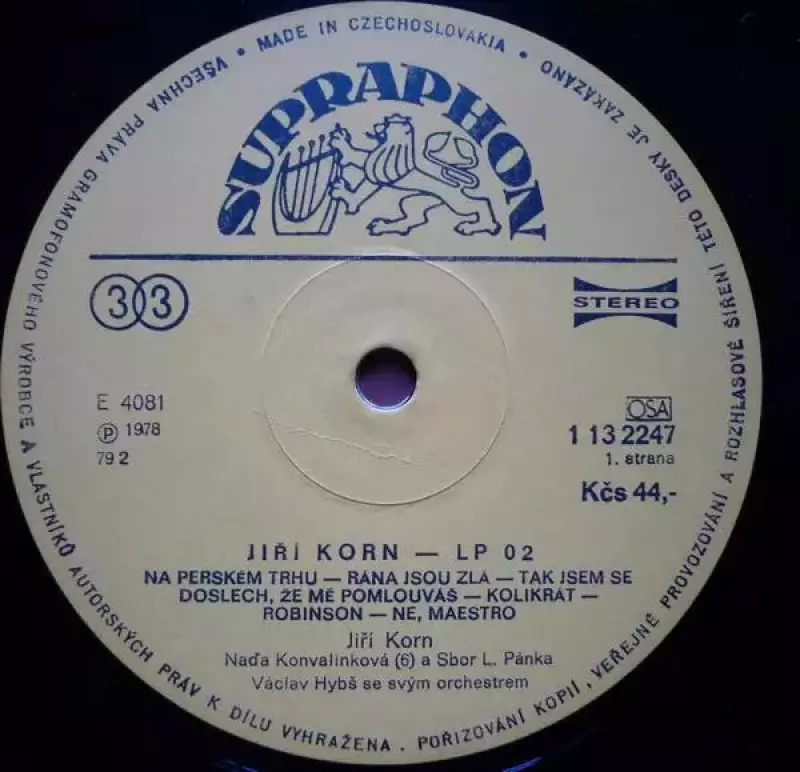 • MADE IN CZECHOSLOVAKIA •
VŠECHNA PRÁVA GRAMOFONOVÉHO VÝROBCE A VLASTNÍKŮ AUTORSKÝCH PRÁV K DÍLU VYHRAŽENA. POŘIZOVÁNÍ KOPIÍ, VEŘEJNÉ PROVOZOVÁNÍ A ROZHLASOVÉ ŠÍŘENÍ TÉTO DESKY JE ZAKÁZÁNO
SUPRAPHON
33
STEREO
E 4081
℗ 1978
79 2
OSA
1 13 2247
1. strana
Kčs 44,-
JIŘÍ KORN — LP 02
NA PERSKÉM TRHU — RÁNA JSOU ZLÁ — TAK JSEM SE
DOSLECH, ŽE MĚ POMLOUVÁŠ — KOLIKRÁT —
ROBINSON — NE, MAESTRO
Jiří Korn
Naďa Konvalinková (6) a Sbor L. Pánka
Václav Hybš se svým orchestrem